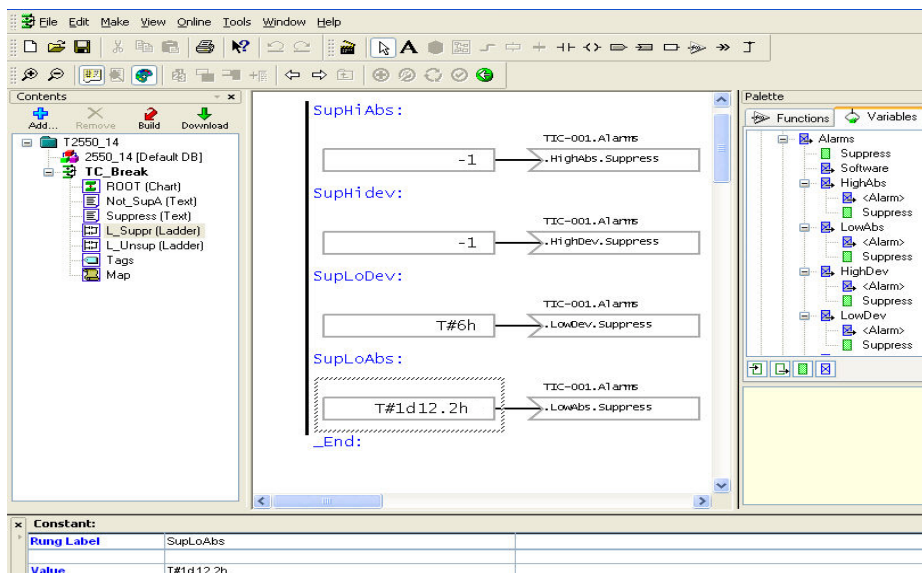 File Edit Make View Online Tools Window Help
Contents
Add... Remove Build Download
T2550_14
2550_14 [Default DB]
TC_Break
ROOT (Chart)
Not_SupA (Text)
Suppress (Text)
L_Suppr (Ladder)
L_Unsup (Ladder)
Tags
Map
SupHiAbs:
TIC-001.Alarms
-1 .HighAbs.Suppress
SupHidev:
TIC-001.Alarms
-1 .HighDev.Suppress
SupLoDev:
TIC-001.Alarms
T#6h .LowDev.Suppress
SupLoAbs:
TIC-001.Alarms
T#1d12.2h .LowAbs.Suppress
_End:
Palette
Functions Variables
Alarms
Suppress
Software
HighAbs
<Alarm>
Suppress
LowAbs
<Alarm>
Suppress
HighDev
<Alarm>
Suppress
LowDev
<Alarm>
Suppress
Constant:
Rung Label SupLoAbs
Value T#1d12.2h